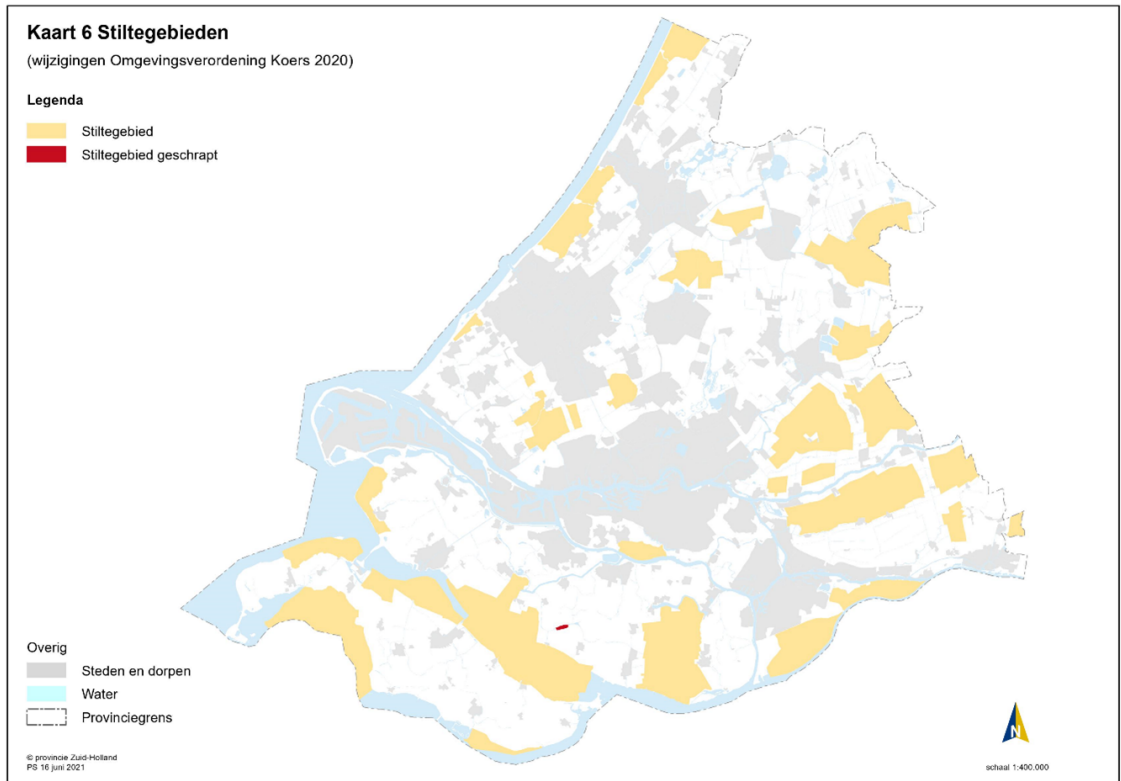 Kaart 6 Stiltegebieden
(wijzigingen Omgevingsverordening Koers 2020)
Legenda
Stiltegebied
Stiltegebied geschrapt
Overig
Steden en dorpen
Water
Provinciegrens
© provincie Zuid-Holland
PS 16 juni 2021
N
schaal 1:400.000